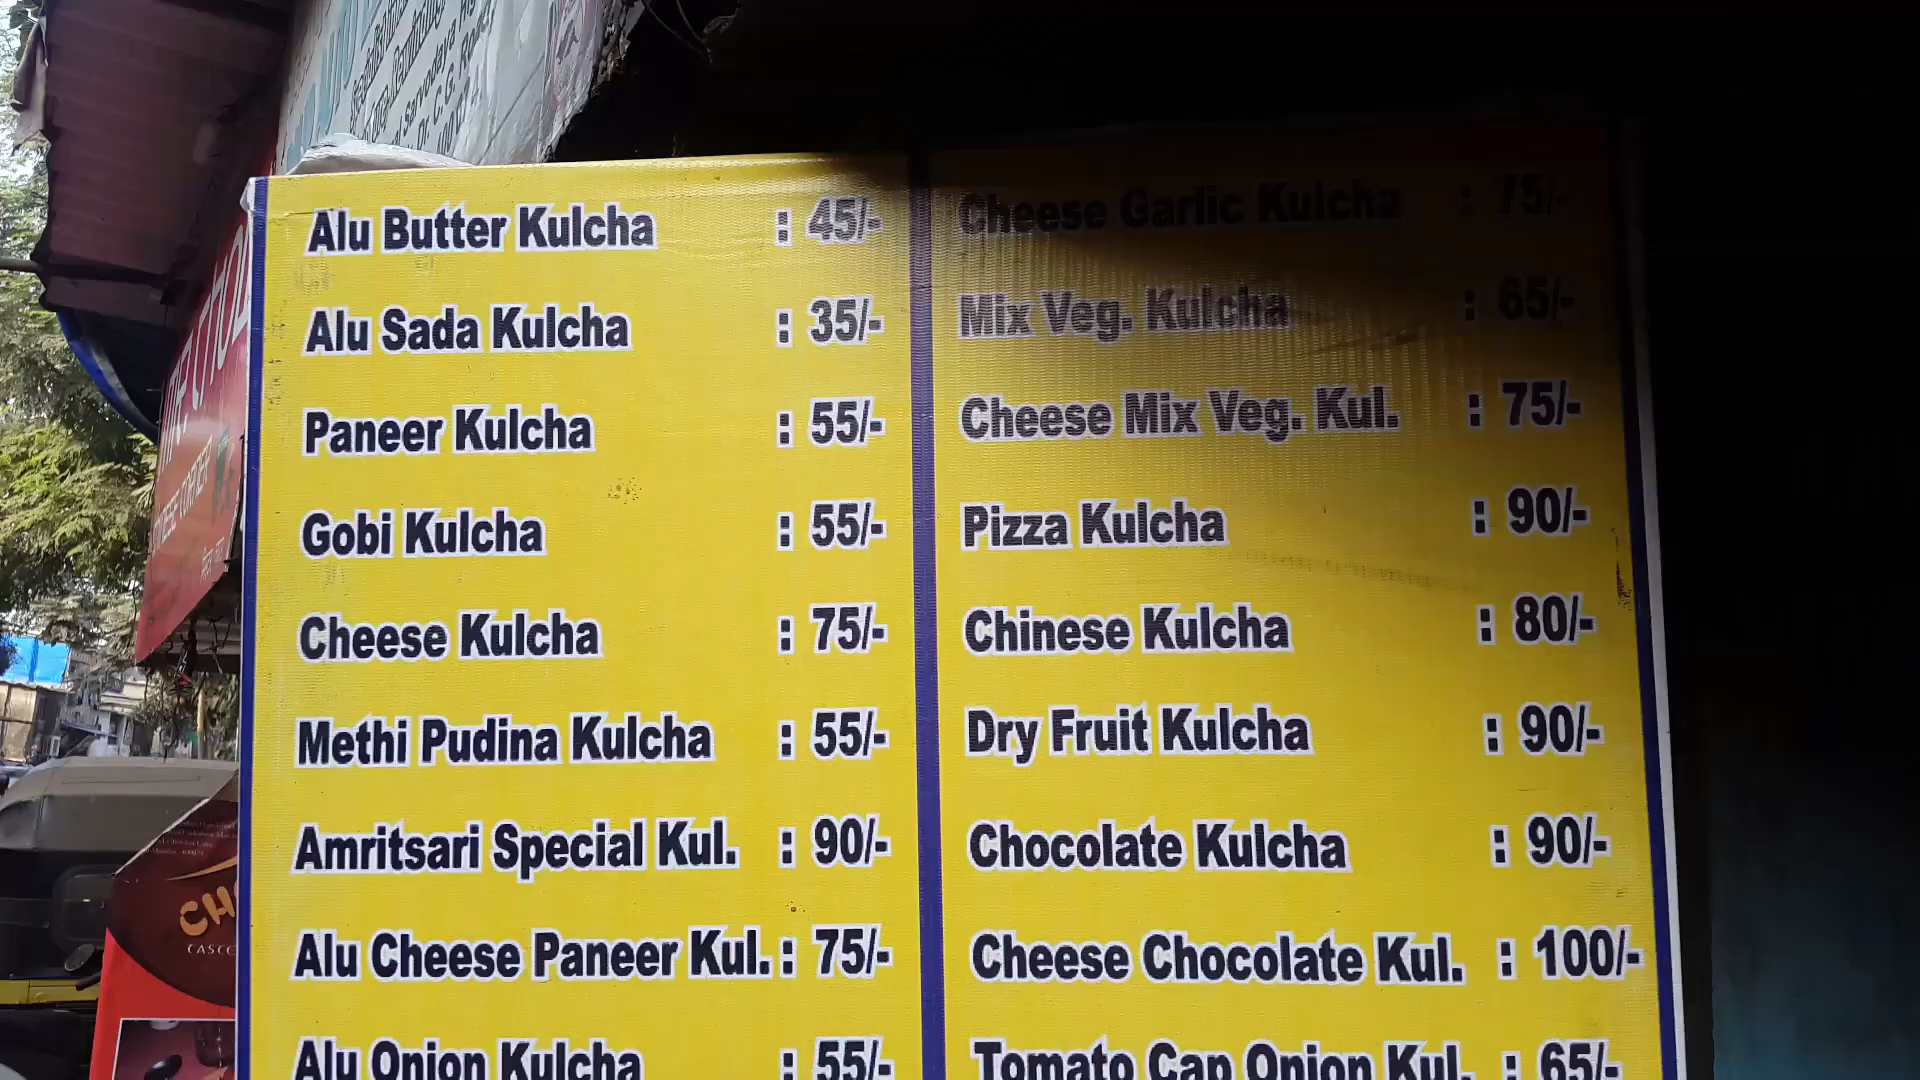 Sarvodaya
Dr. C. G. Road
Alu Butter Kulcha : 45/-
Alu Sada Kulcha : 35/-
Paneer Kulcha : 55/-
Gobi Kulcha : 55/-
Cheese Kulcha : 75/-
Methi Pudina Kulcha : 55/-
Amritsari Special Kul. : 90/-
Alu Cheese Paneer Kul. : 75/-
Alu Onion Kulcha : 55/-
Cheese Garlic Kulcha : 75/-
Mix Veg. Kulcha : 65/-
Cheese Mix Veg. Kul. : 75/-
Pizza Kulcha : 90/-
Chinese Kulcha : 80/-
Dry Fruit Kulcha : 90/-
Chocolate Kulcha : 90/-
Cheese Chocolate Kul. : 100/-
Tomato Cap Onion Kul. : 65/-